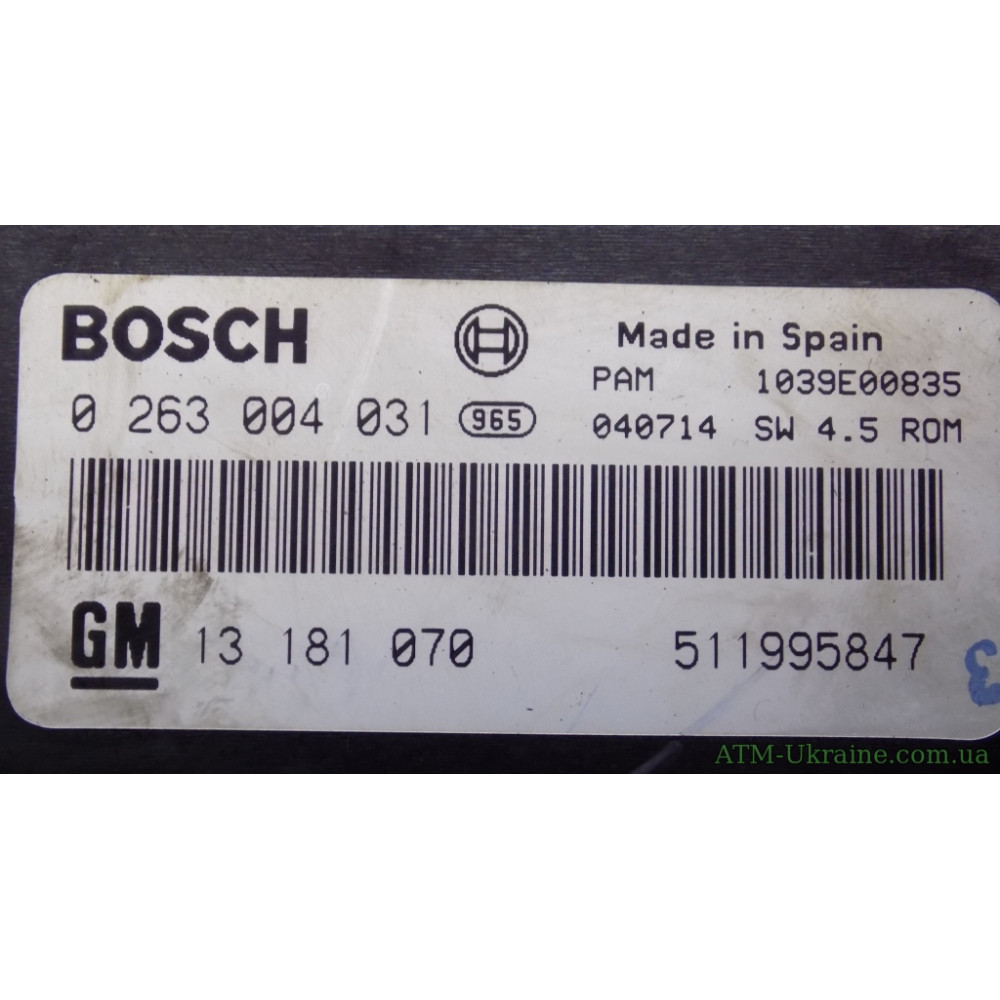 BOSCH
Made in Spain
PAM 1039E00835
0 263 004 031 965
040714 SW 4.5 ROM
GM 13 181 070 511995847
3
ATM-Ukraine.com.ua